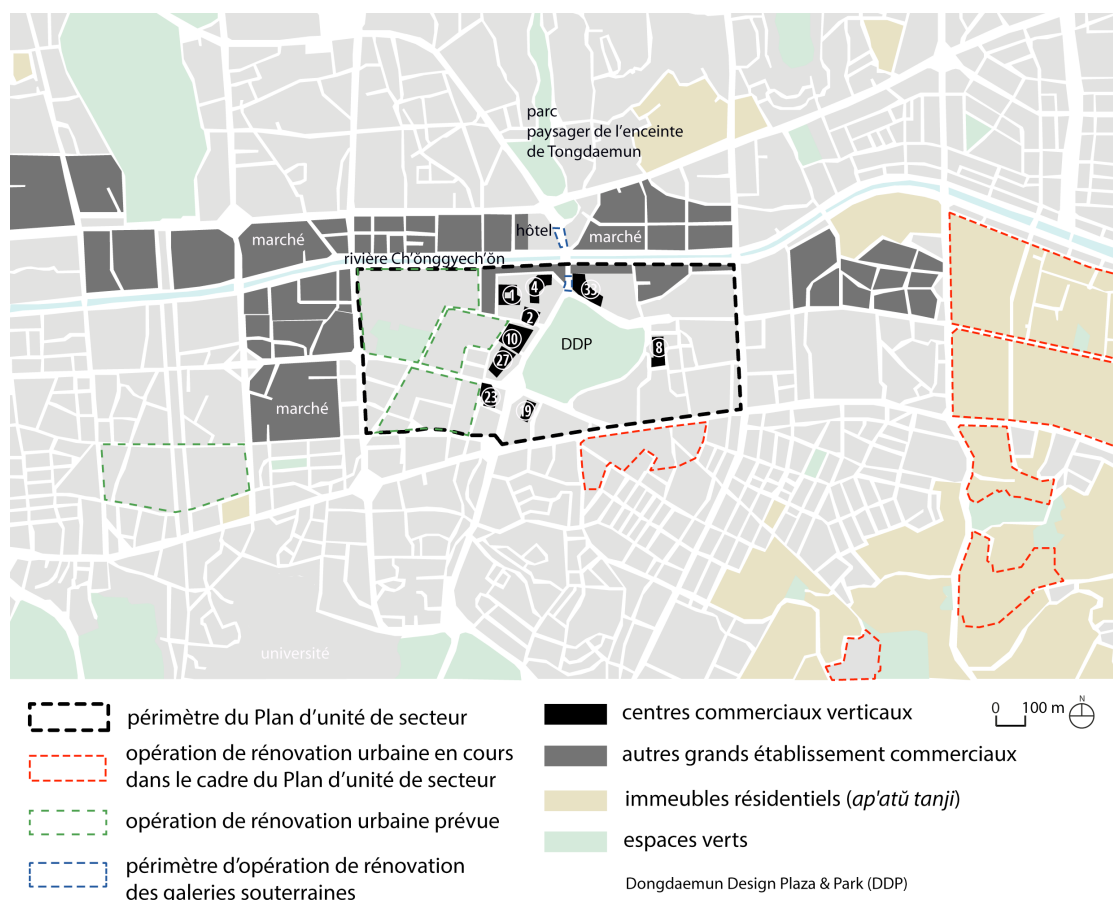 parc
paysager de l'enceinte
de Tongdaemun
hôtel
marché
marché
rivière Ch'ŏnggyech'ŏn
4
35
2
10
DDP
8
27
23
19
marché
université
périmètre du Plan d'unité de secteur
opération de rénovation urbaine en cours
dans le cadre du Plan d'unité de secteur
opération de rénovation urbaine prévue
périmètre d'opération de rénovation
des galeries souterraines
centres commerciaux verticaux
autres grands établissement commerciaux
immeubles résidentiels (ap'atŭ tanji)
espaces verts
Dongdaemun Design Plaza & Park (DDP)
0 100 m
N